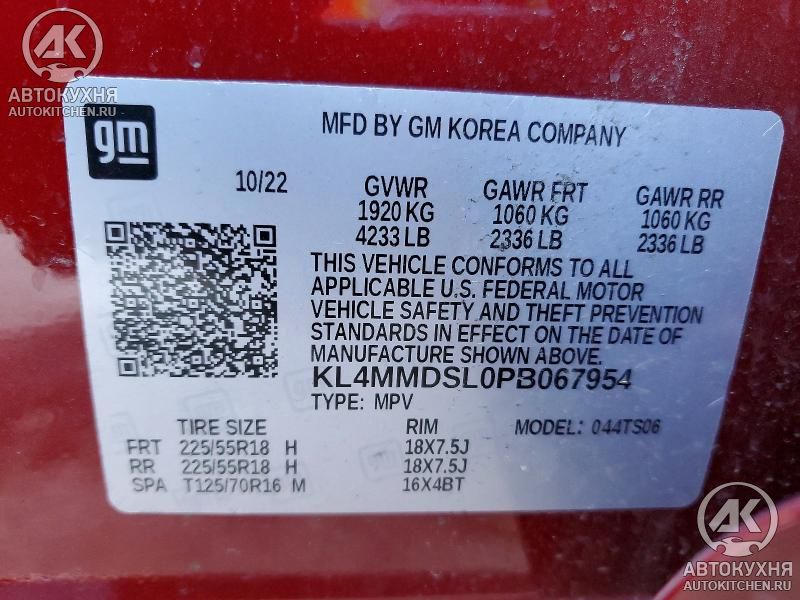 АВТОКУХНЯ
AUTOKITCHEN.RU
gm
MFD BY GM KOREA COMPANY
10/22 GVWR GAWR FRT GAWR RR
1920 KG 1060 KG 1060 KG
4233 LB 2336 LB 2336 LB
THIS VEHICLE CONFORMS TO ALL
APPLICABLE U.S. FEDERAL MOTOR
VEHICLE SAFETY AND THEFT PREVENTION
STANDARDS IN EFFECT ON THE DATE OF
MANUFACTURE SHOWN ABOVE.
KL4MMDSL0PB067954
TYPE: MPV
TIRE SIZE RIM MODEL: 044TS06
FRT 225/55R18 H 18X7.5J
RR 225/55R18 H 18X7.5J
SPA T125/70R16 M 16X4BT
АК
АВТОКУХНЯ
AUTOKITCHEN.RU